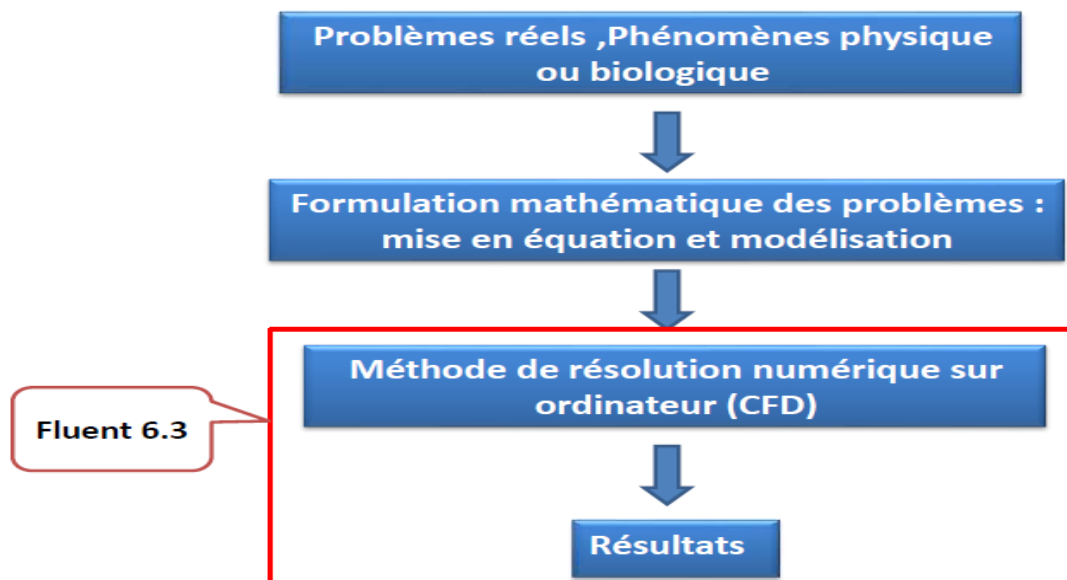 Problèmes réels ,Phénomènes physique
ou biologique
Formulation mathématique des problèmes :
mise en équation et modélisation
Méthode de résolution numérique sur
ordinateur (CFD)
Fluent 6.3
Résultats